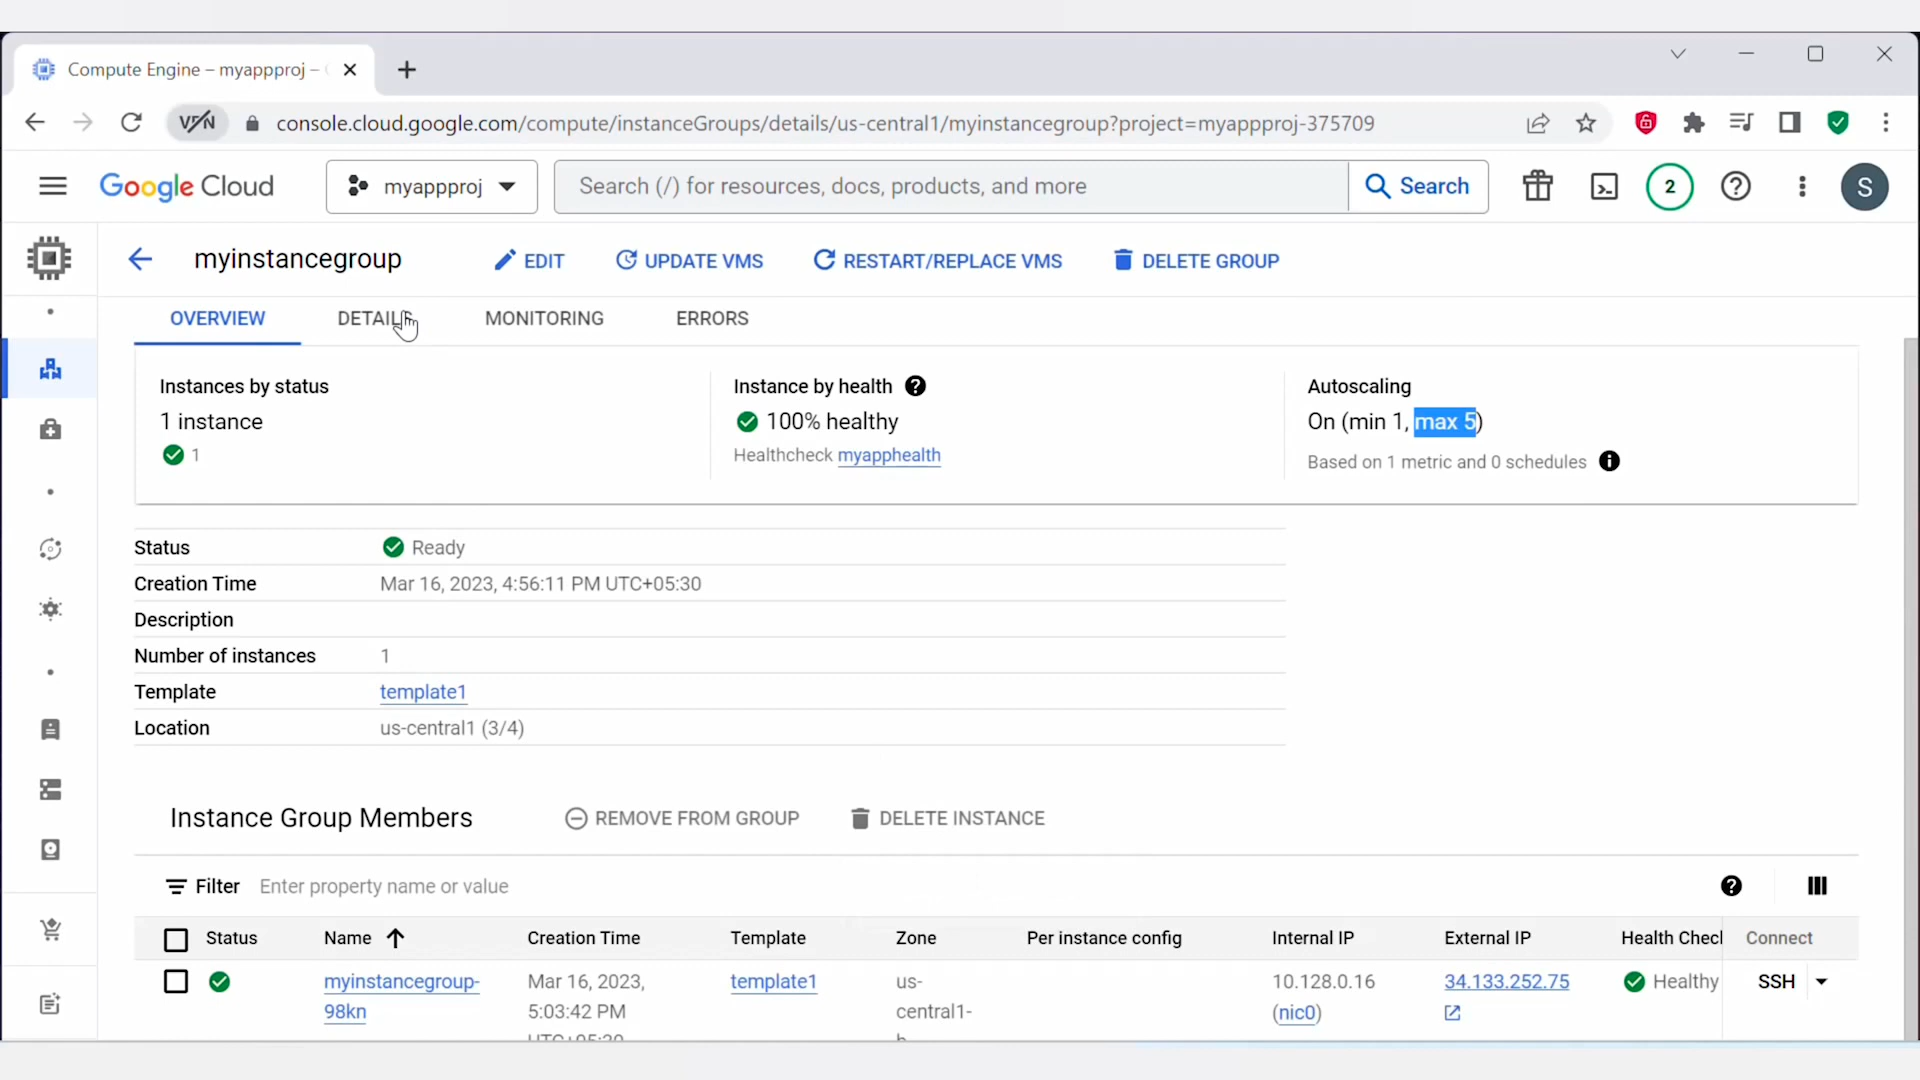 Compute Engine – myappproj –
VPN
console.cloud.google.com/compute/instanceGroups/details/us-central1/myinstancegroup?project=myappproj-375709
Google Cloud
myappproj
Search (/) for resources, docs, products, and more
Search
2
S
myinstancegroup
EDIT
UPDATE VMS
RESTART/REPLACE VMS
DELETE GROUP
OVERVIEW
DETAILS
MONITORING
ERRORS
Instances by status
1 instance
1
Instance by health
100% healthy
Healthcheck myapphealth
Autoscaling
On (min 1, max 5)
Based on 1 metric and 0 schedules
Status Ready
Creation Time Mar 16, 2023, 4:56:11 PM UTC+05:30
Description
Number of instances 1
Template template1
Location us-central1 (3/4)
Instance Group Members
REMOVE FROM GROUP
DELETE INSTANCE
Filter Enter property name or value
Status Name Creation Time Template Zone Per instance config Internal IP External IP Health Check Connect
myinstancegroup- Mar 16, 2023, template1 us- 10.128.0.16 34.133.252.75 Healthy SSH
98kn 5:03:42 PM central1- (nic0)
UTC+05:30 b